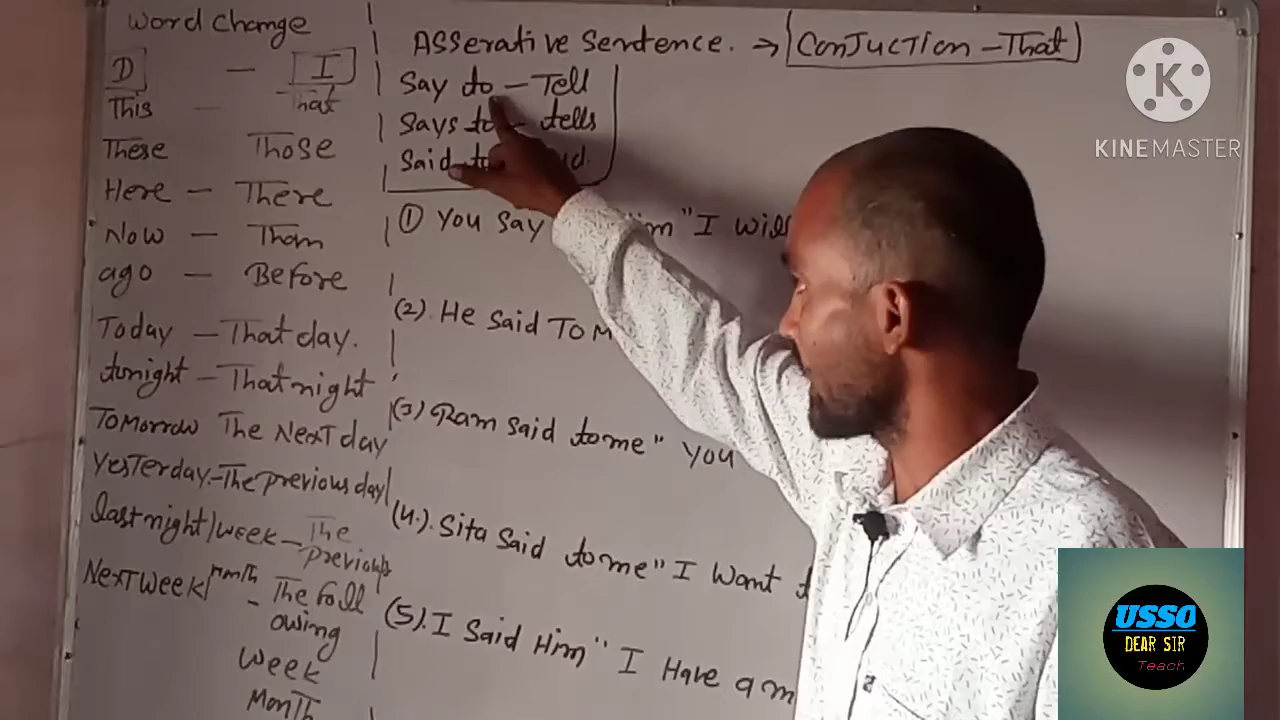 Word Change
D — I
This — That
These Those
Here — There
Now — Thom
ago — Before
Today — That day.
tonight — That night
Tomorrow The Next day
Yesterday.-The previous day
last night/week — The previous
Next week/month - The foll
owing
Week
Month
Asserative Sentence. → Conjuction - That
Say to - Tell
Says to - tells
Said to
① You Say "I will
(2). He Said To M
(3) Ram Said to me " You
(4.). Sita Said to me" I Want
(5). I Said Him " I Have a m
KINEMASTER
K
USSO
DEAR SIR
Teach